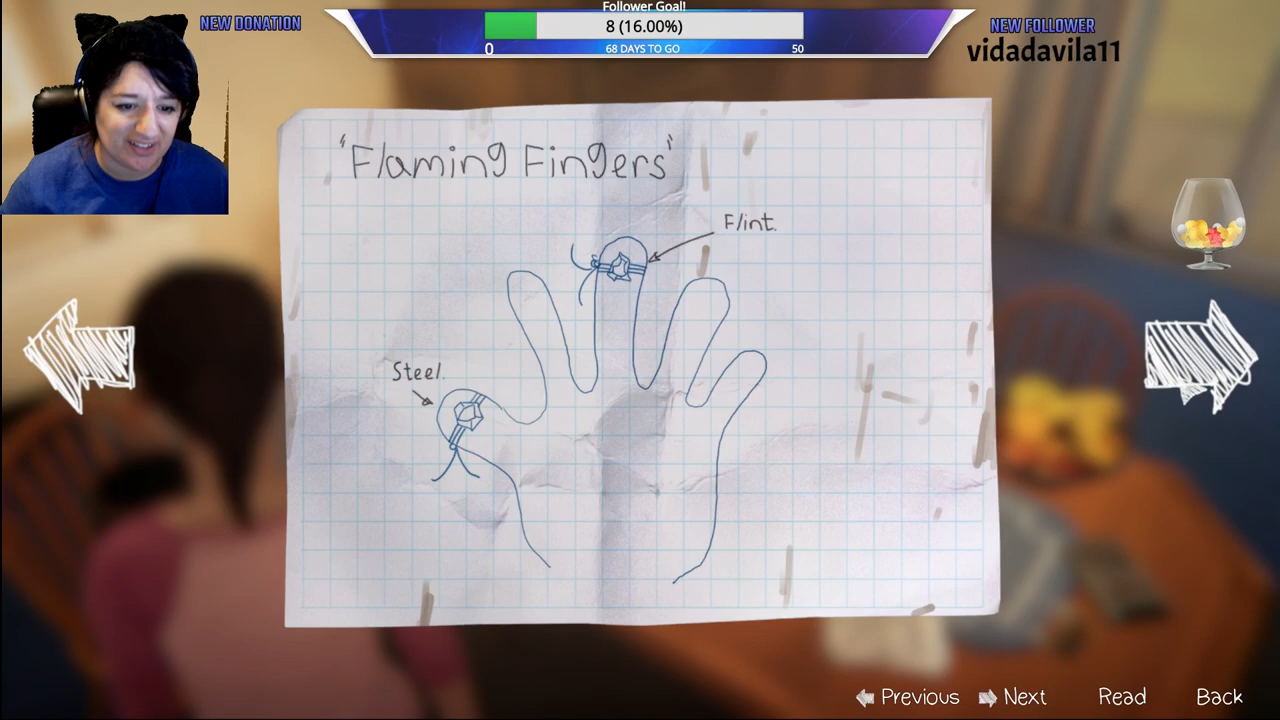 Follower Goal!
NEW DONATION
8 (16.00%)
NEW FOLLOWER
0
68 DAYS TO GO
50
vidadavila11
"Flaming Fingers"
Flint.
Steel.
Previous
Next
Read
Back